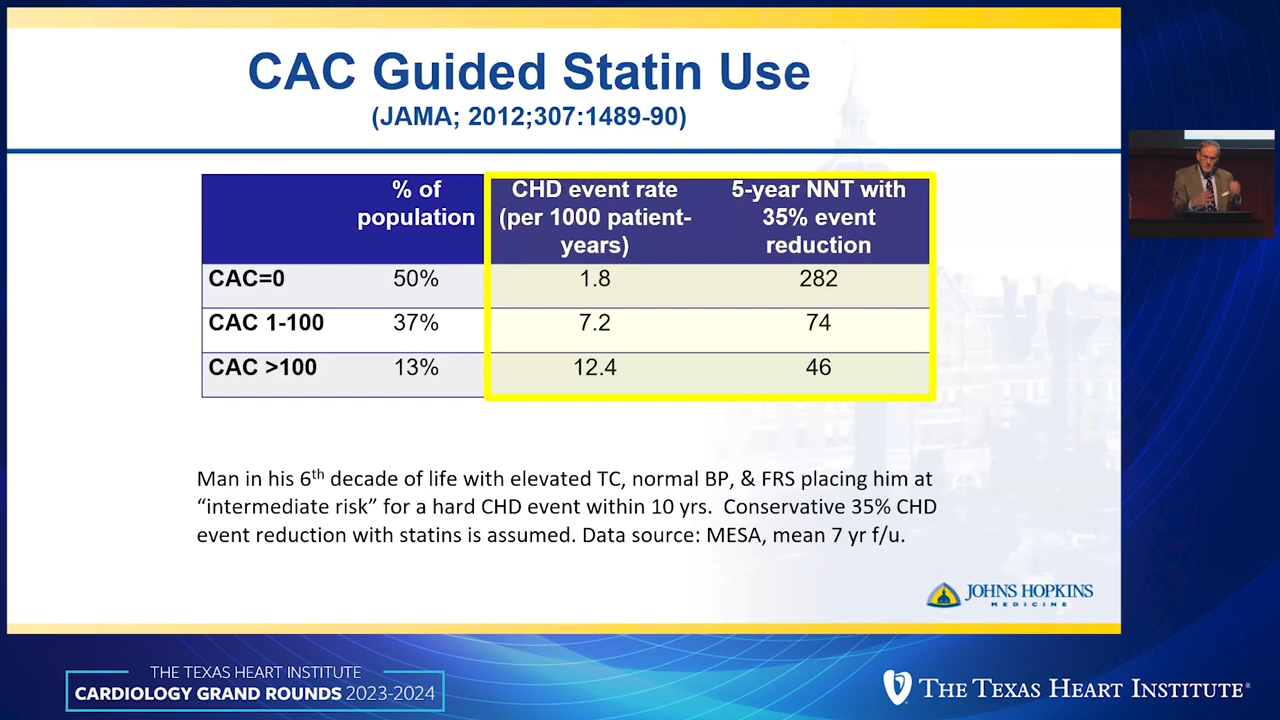 CAC Guided Statin Use
(JAMA; 2012;307:1489-90)
% of population
CHD event rate (per 1000 patient-years)
5-year NNT with 35% event reduction
CAC=0 50% 1.8 282
CAC 1-100 37% 7.2 74
CAC >100 13% 12.4 46
Man in his 6th decade of life with elevated TC, normal BP, & FRS placing him at
“intermediate risk” for a hard CHD event within 10 yrs. Conservative 35% CHD
event reduction with statins is assumed. Data source: MESA, mean 7 yr f/u.
JOHNS HOPKINS
MEDICINE
THE TEXAS HEART INSTITUTE
CARDIOLOGY GRAND ROUNDS 2023-2024
THE TEXAS HEART INSTITUTE®